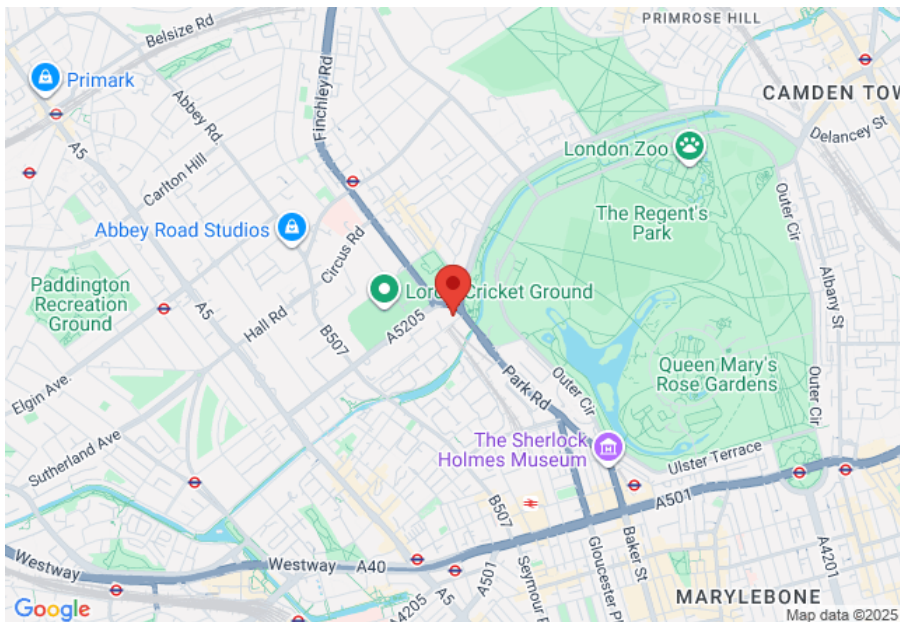 PRIMROSE HILL
Belsize Rd
Primark
Finchley Rd
CAMDEN TOW
Abbey Rd.
Delancey St
A5
London Zoo
Carlton Hill
Outer Cir
The Regent's
Park
Abbey Road Studios
Circus Rd
Paddington
Recreation
Ground
Albany St
Lord's Cricket Ground
A5
Hall Rd
B507
A5205
Queen Mary's
Rose Gardens
Park Rd
Outer Cir
Outer Cir
Elgin Ave.
The Sherlock
Holmes Museum
Ulster Terrace
Sutherland Ave
B507
A501
Westway
Westway
A40
A501
Seymour
Gloucester
Baker St
A4201
A4205
A5
MARYLEBONE
Google
Map data ©2025